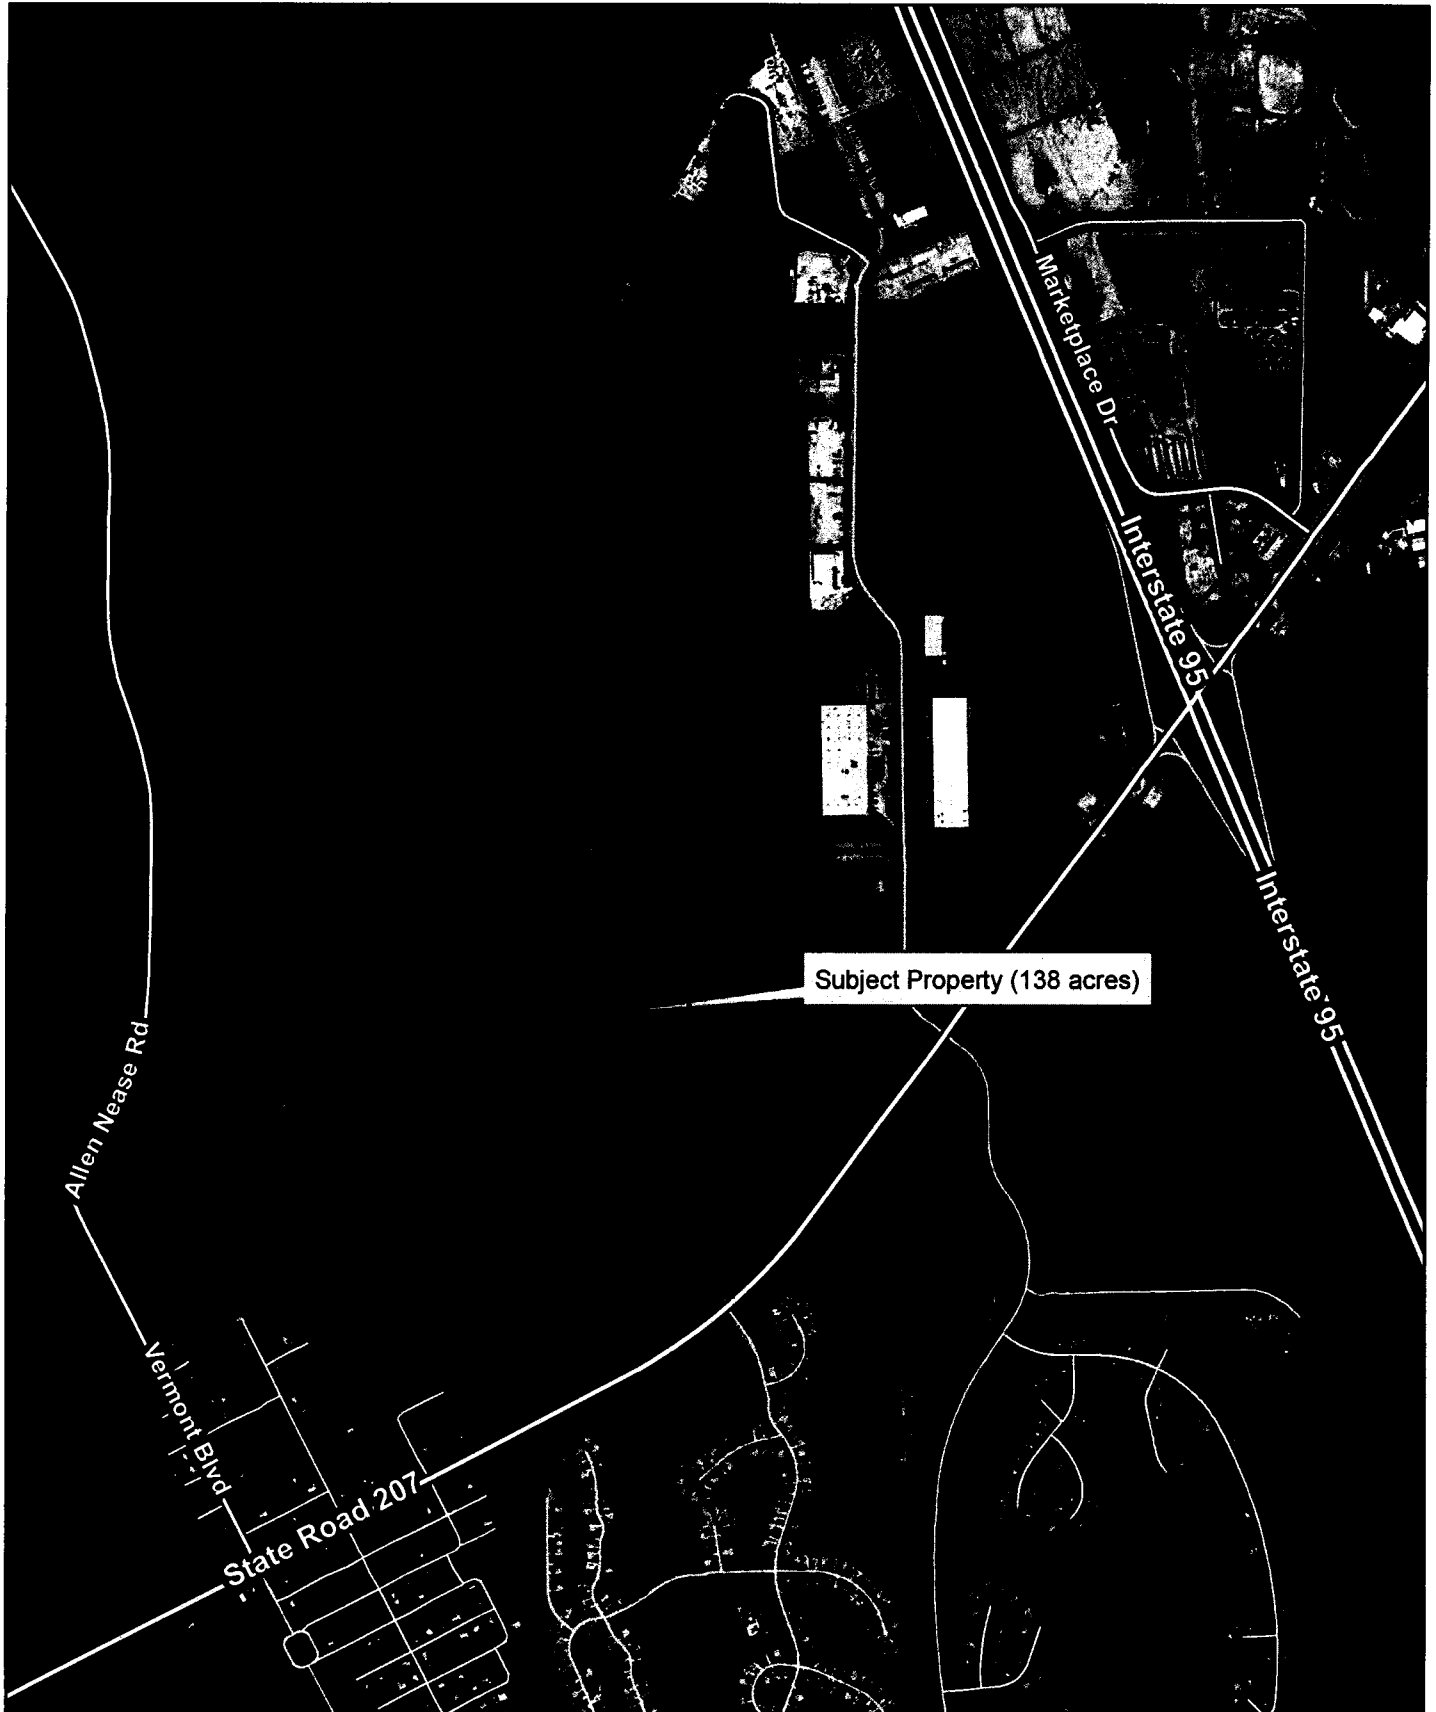 Marketplace Dr
Interstate 95
Interstate 95
Subject Property (138 acres)
Allen Nease Rd
Vermont Blvd
State Road 207